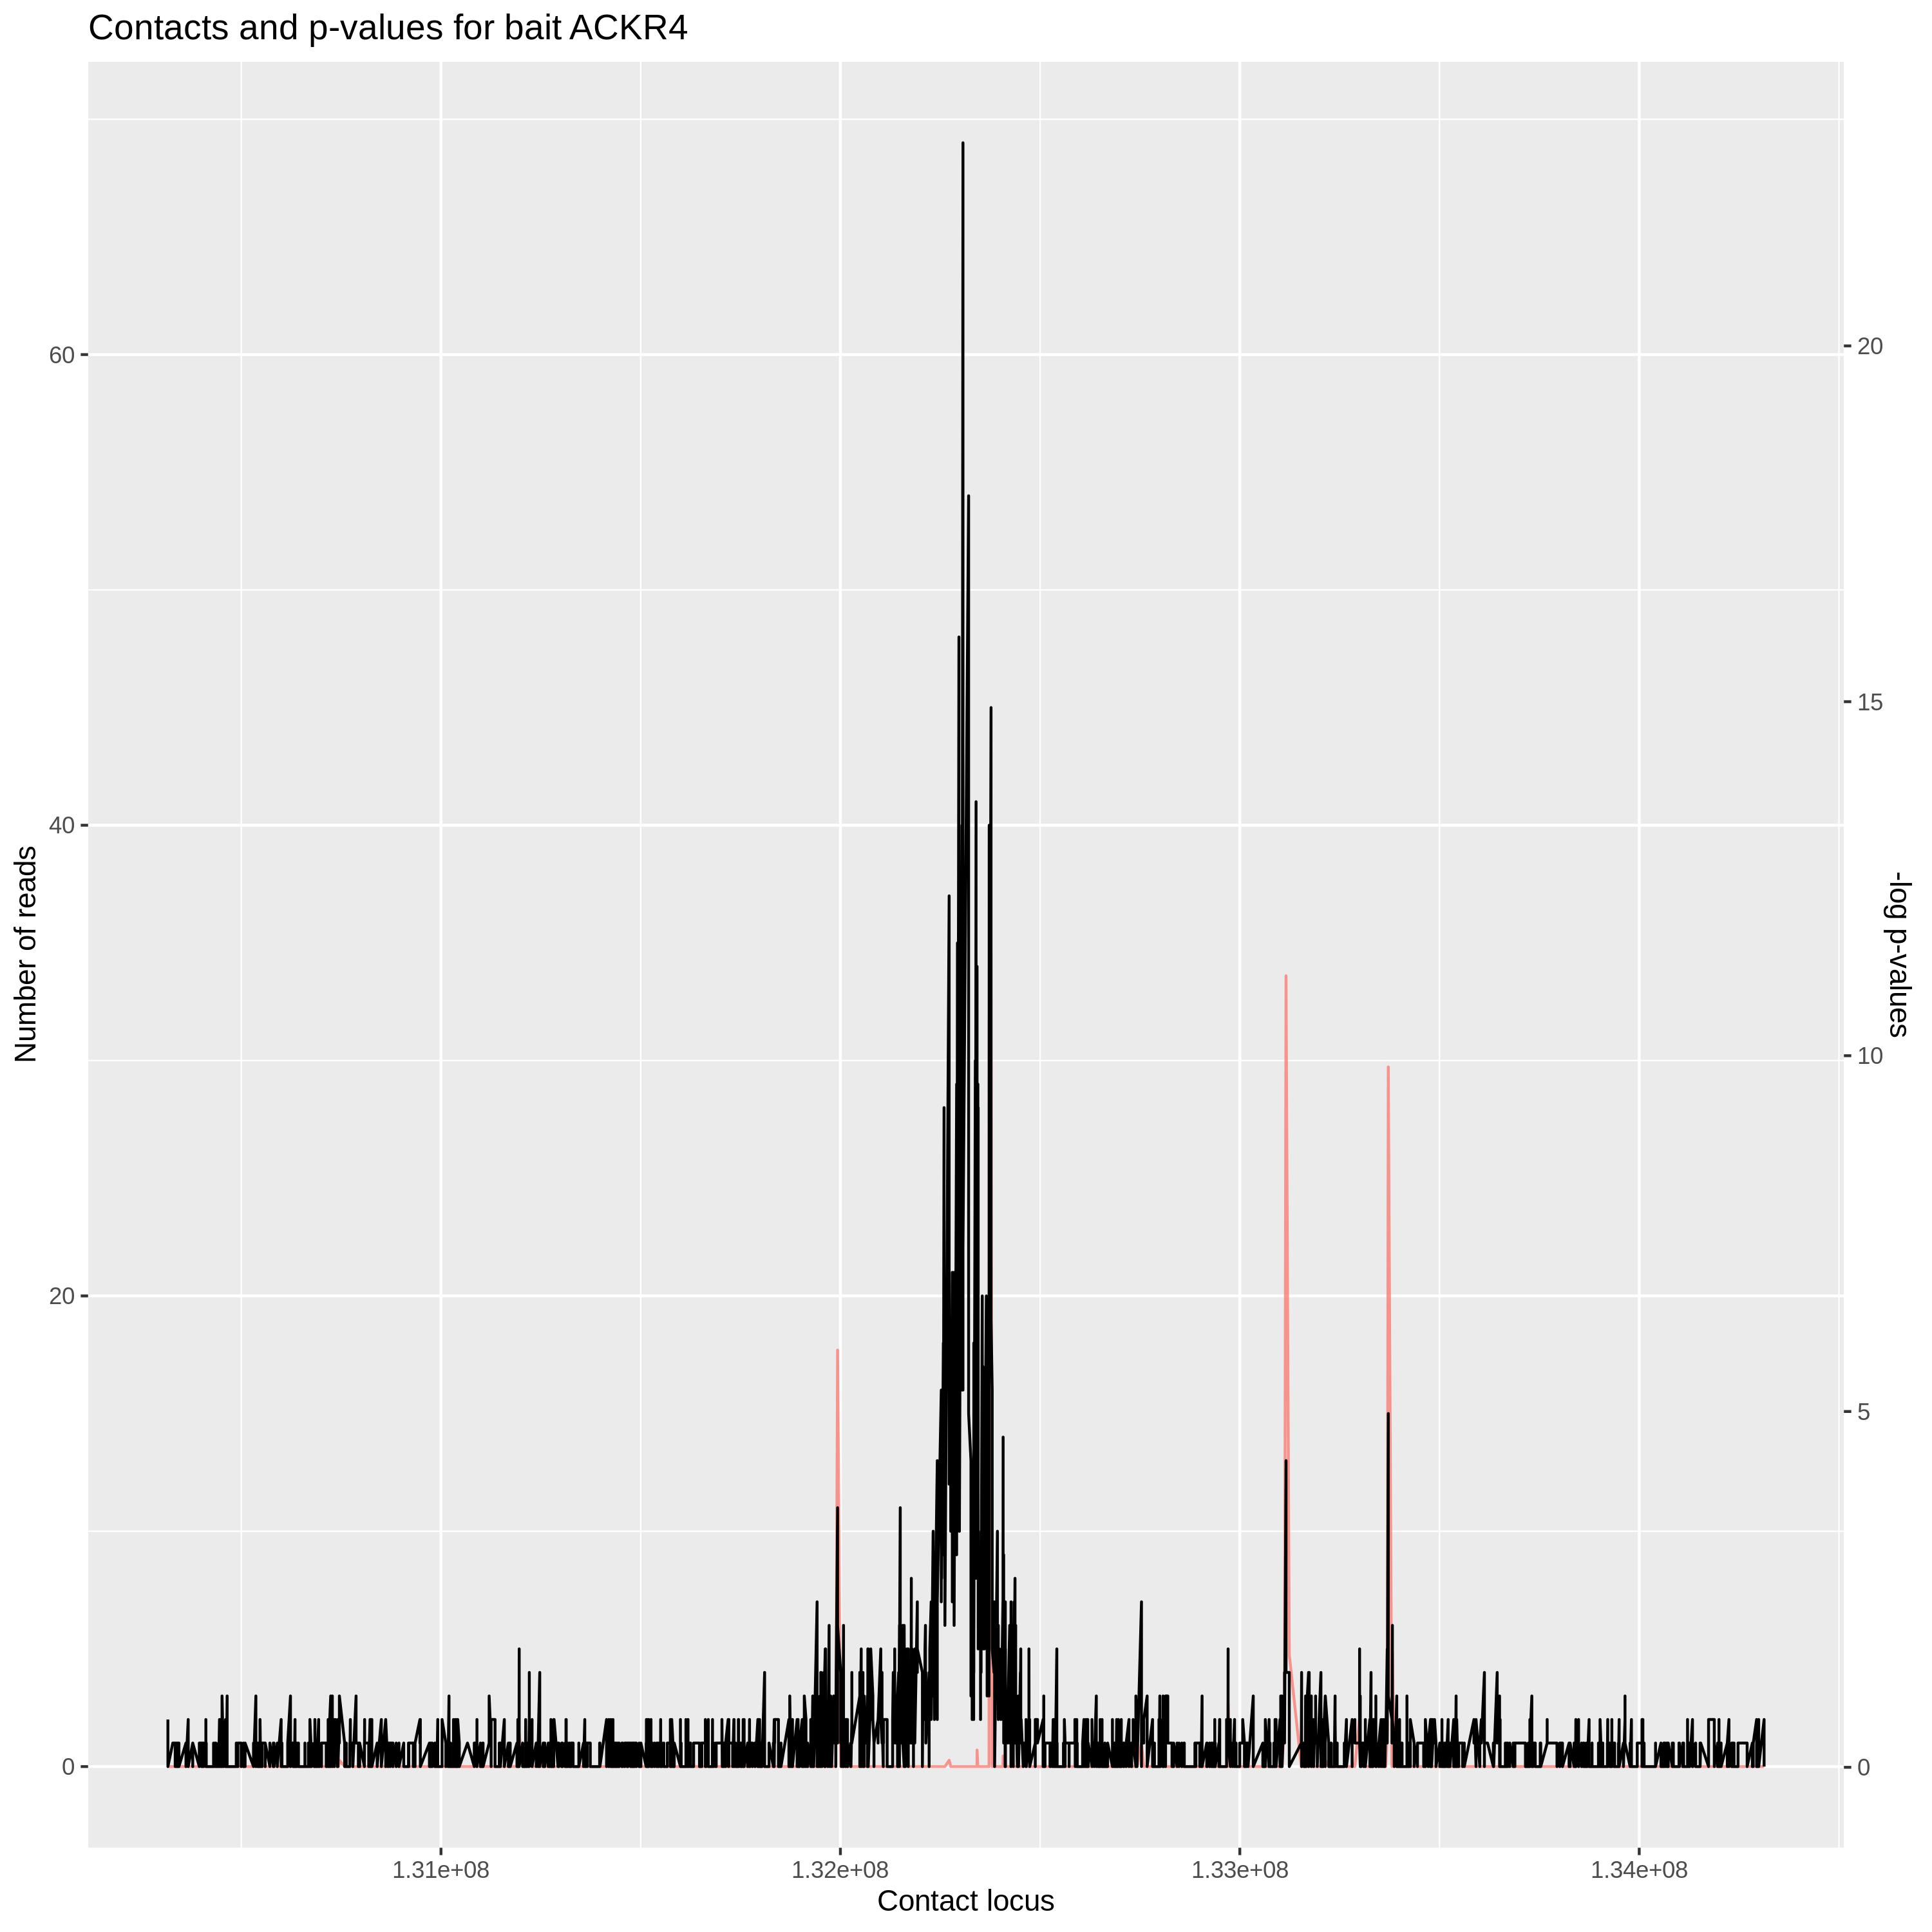 Contacts and p-values for bait ACKR4
60
40
20
0
Number of reads
20
15
10
5
0
-log p-values
1.31e+08
1.32e+08
1.33e+08
1.34e+08
Contact locus